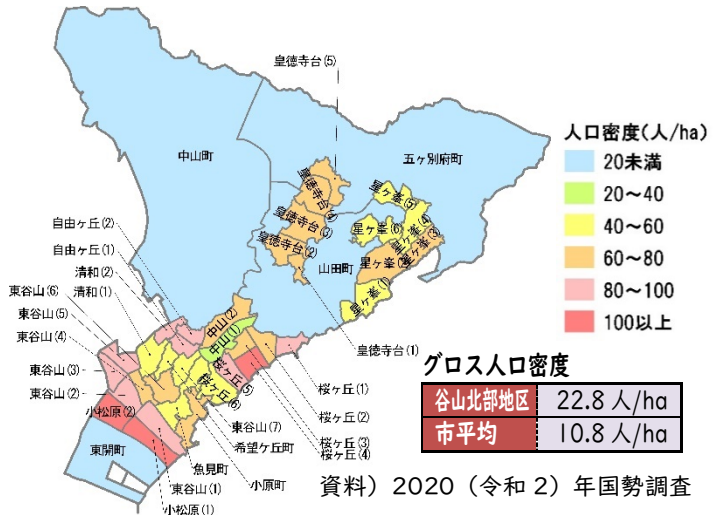 皇徳寺台(5)
中山町
五ヶ別府町
人口密度(人/ha)
20未満
20～40
40～60
60～80
80～100
100以上
皇徳寺台(4)
皇徳寺台(3)
皇徳寺台(2)
星ヶ峯(5)
星ヶ峯(4)
星ヶ峯(6)
星ヶ峯(3)
星ヶ峯(2)
星ヶ峯(1)
山田町
自由ヶ丘(2)
自由ヶ丘(1)
清和(2)
東谷山(6)
清和(1)
東谷山(5)
東谷山(4)
東谷山(3)
東谷山(2)
小松原(2)
東開町
中山(2)
中山(1)
桜ヶ丘(5)
桜ヶ丘(6)
皇徳寺台(1)
桜ヶ丘(1)
桜ヶ丘(2)
桜ヶ丘(3)
桜ヶ丘(4)
東谷山(7)
希望ケ丘町
小原町
魚見町
東谷山(1)
小松原(1)
グロス人口密度
谷山北部地区 22.8 人/ha
市平均 10.8 人/ha
資料）2020（令和 2）年国勢調査